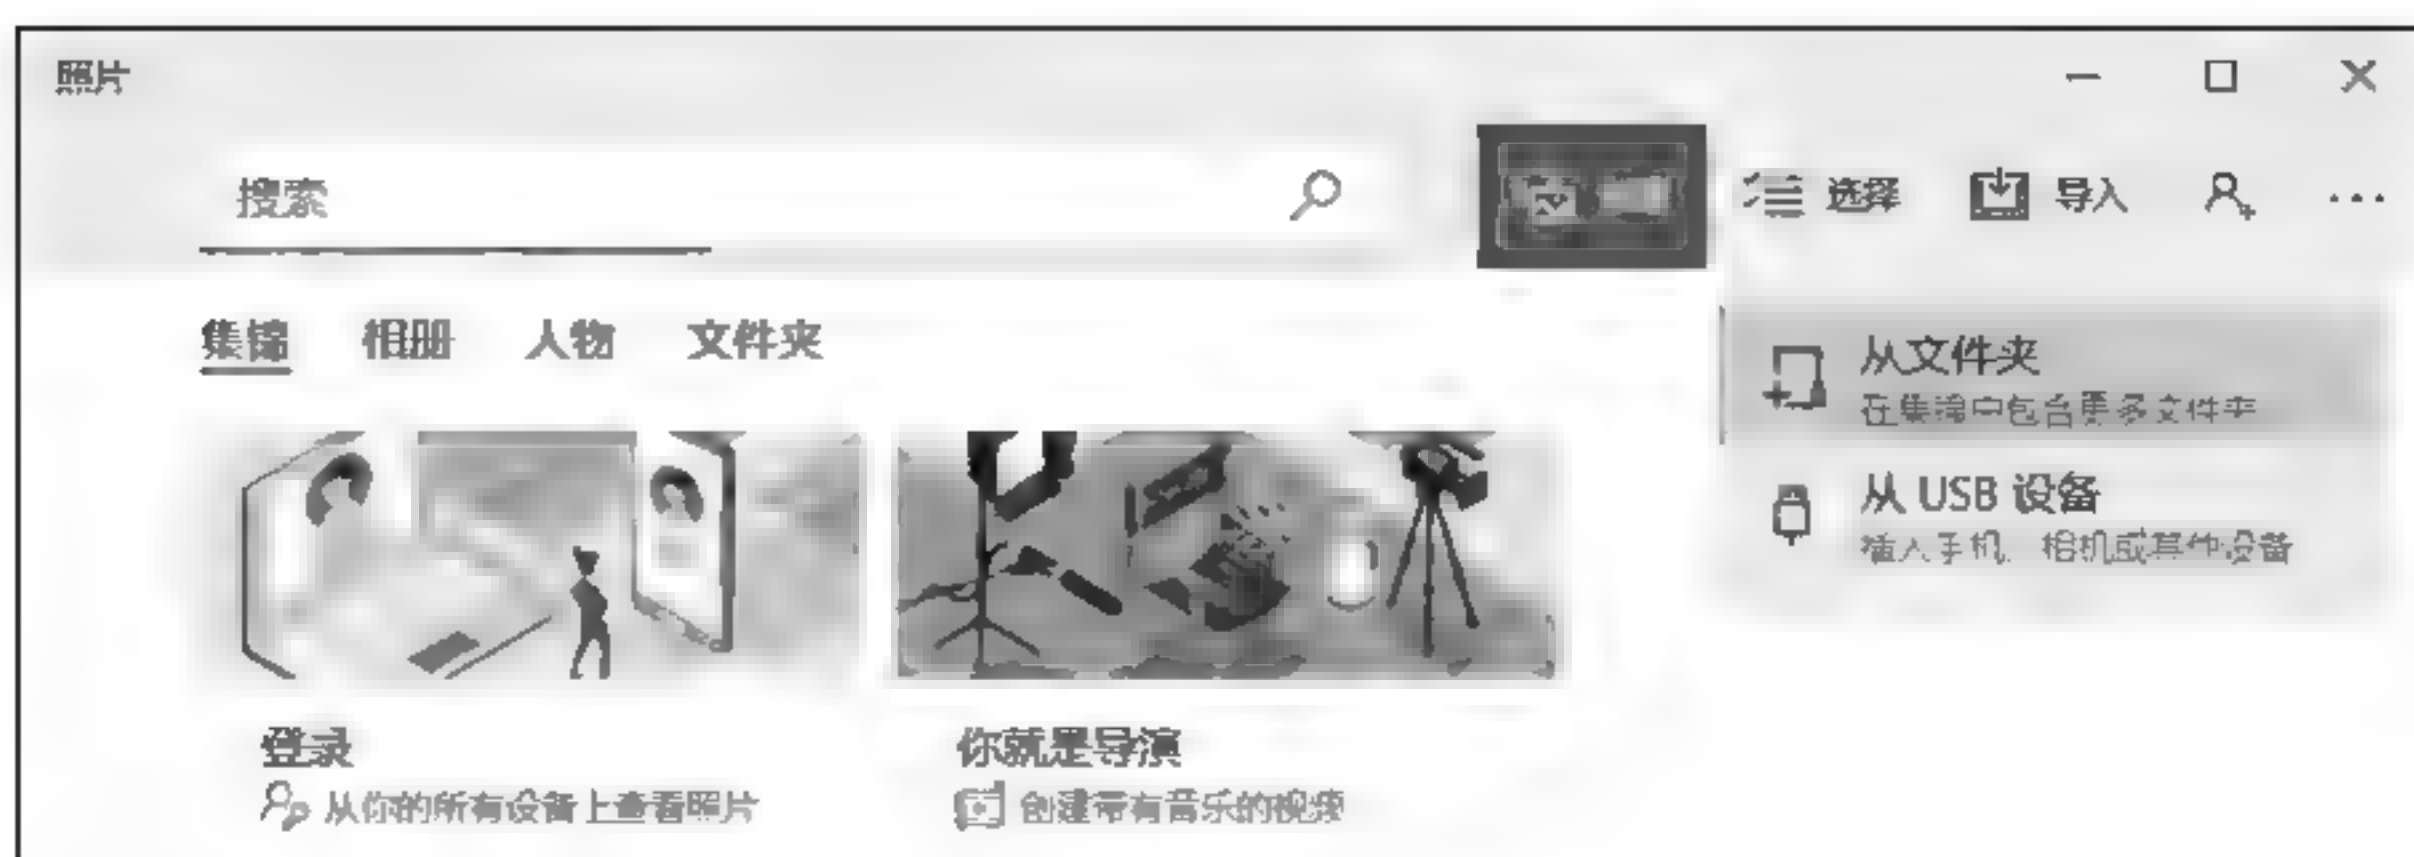 照片
搜索
选择 导入
集锦 相册 人物 文件夹
从文件夹
在集锦中包含更多文件夹
从 USB 设备
插入手机、相机或其他设备
登录
从你的所有设备上查看照片
你就是导演
创建带有音乐的视频